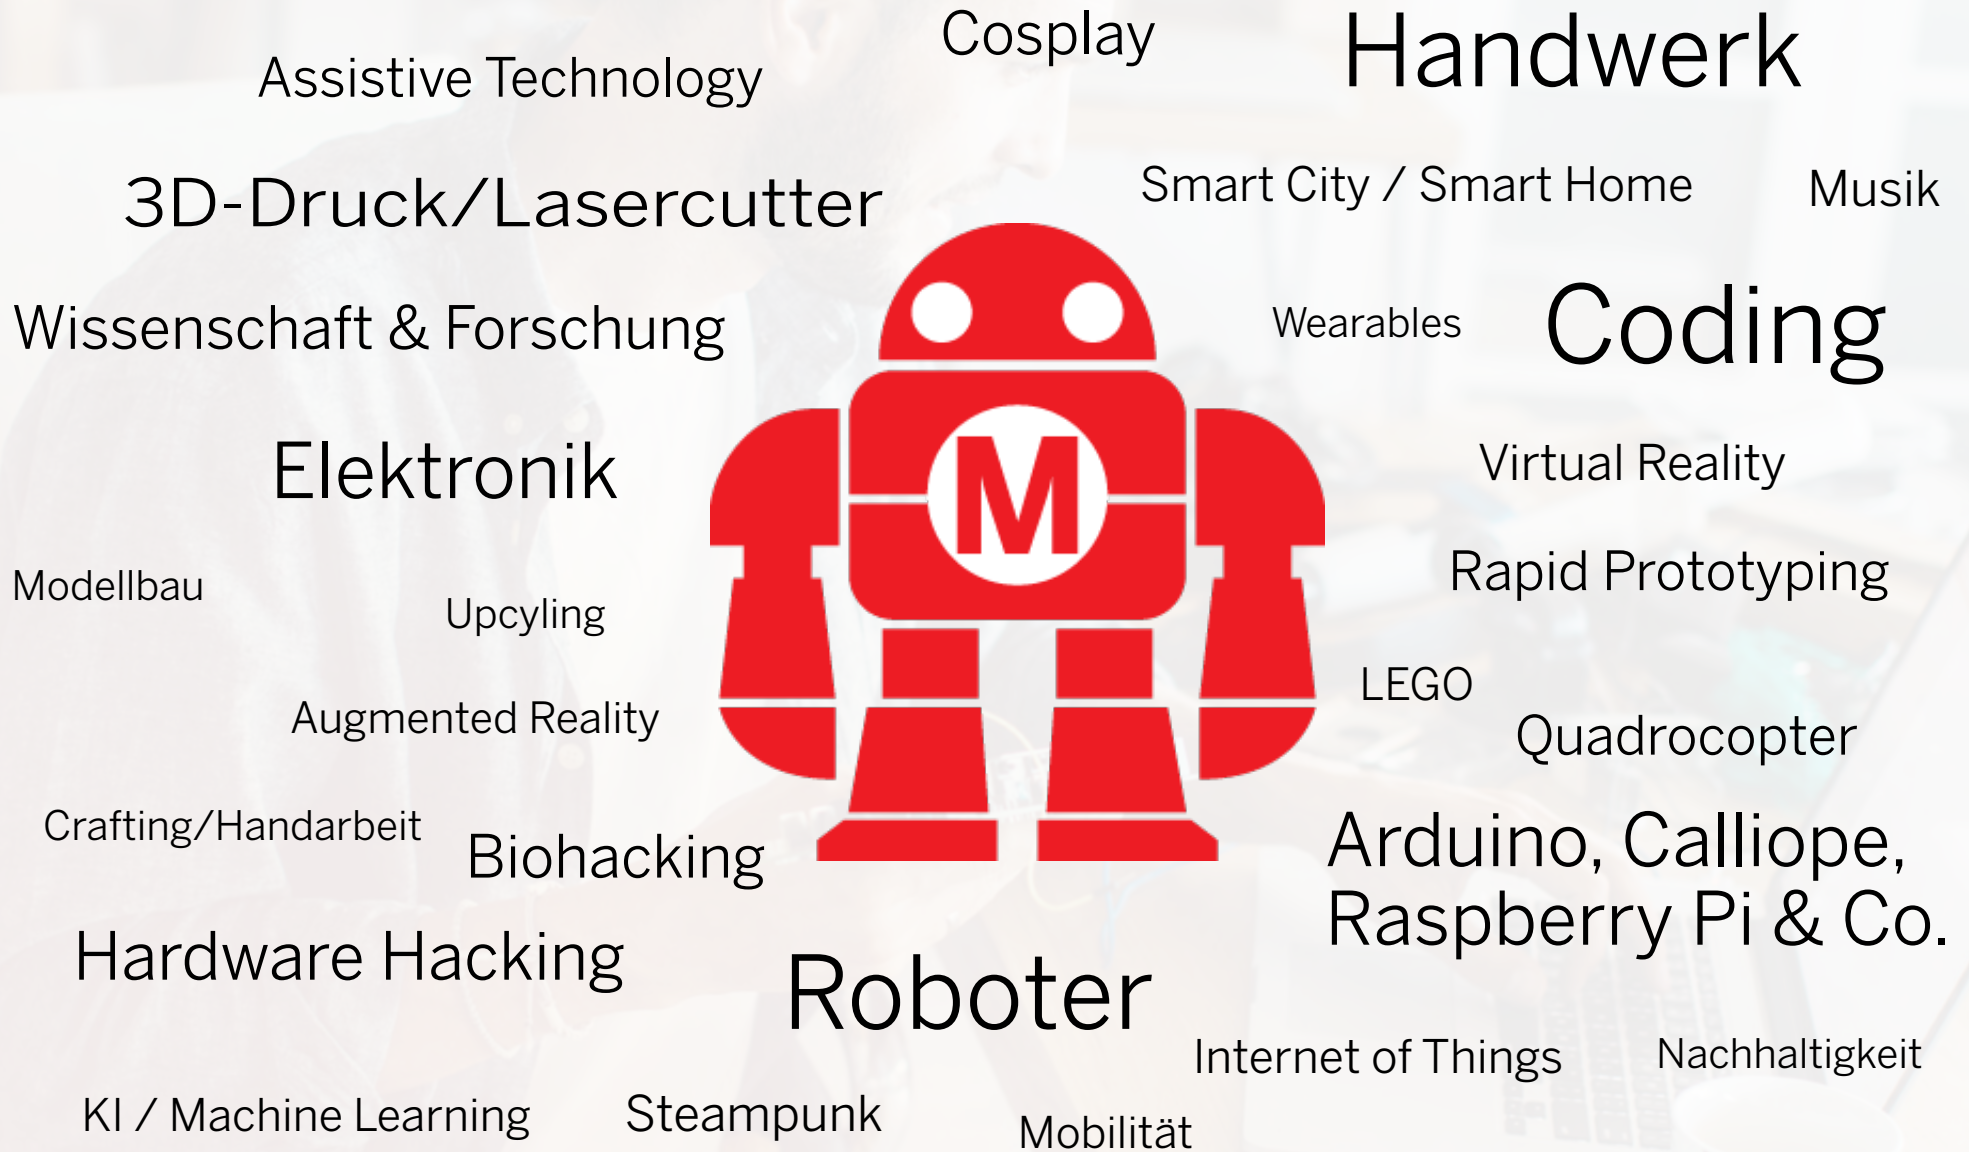 Cosplay
Handwerk
Assistive Technology
3D-Druck/Lasercutter
Smart City / Smart Home
Musik
Wissenschaft & Forschung
Wearables
Coding
Elektronik
M
Virtual Reality
Modellbau
Upcyling
Rapid Prototyping
Augmented Reality
LEGO
Quadrocopter
Crafting/Handarbeit
Biohacking
Arduino, Calliope,
Raspberry Pi & Co.
Hardware Hacking
Roboter
Internet of Things
Nachhaltigkeit
KI / Machine Learning
Steampunk
Mobilität